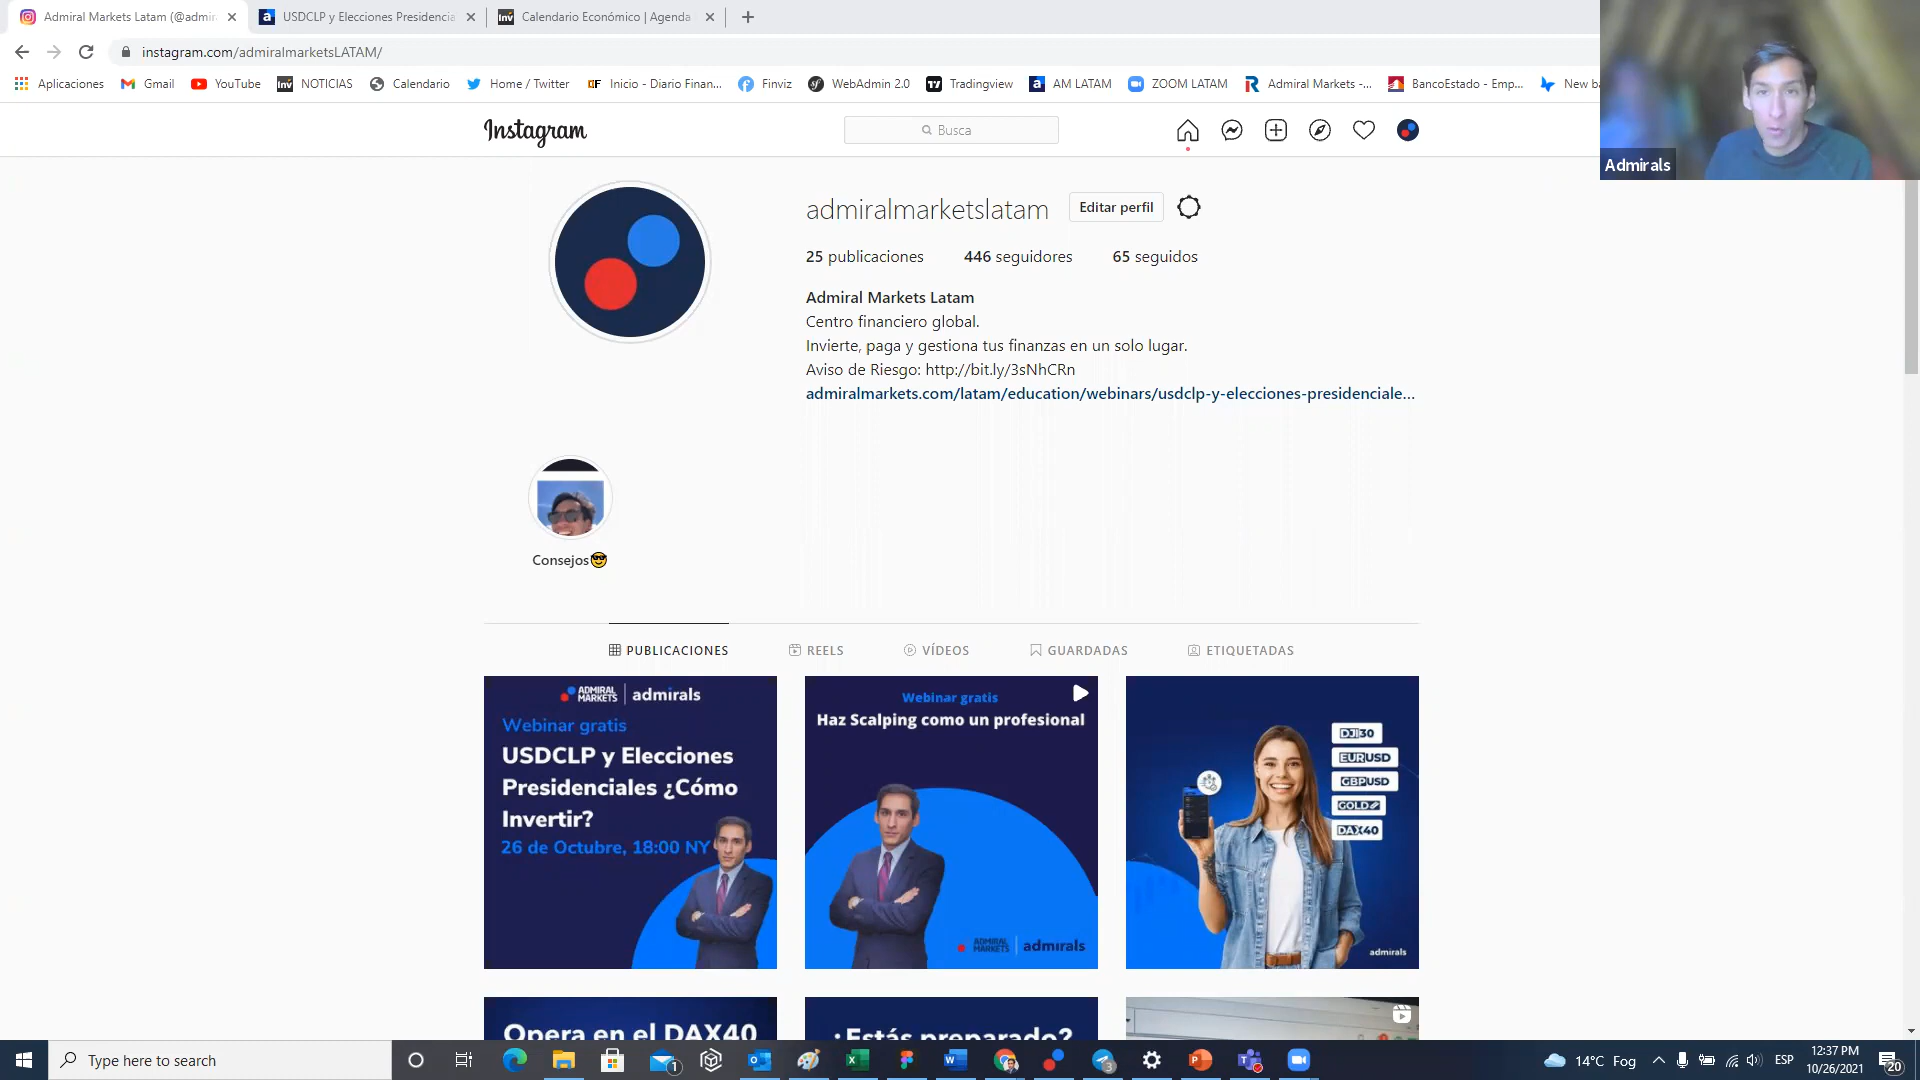 Admiral Markets Latam (@admir
USDCLP y Elecciones Presidencia
Calendario Económico | Agenda
instagram.com/admiralmarketsLATAM/
Aplicaciones
Gmail
YouTube
NOTICIAS
Calendario
Home / Twitter
Inicio - Diario Finan...
Finviz
WebAdmin 2.0
Tradingview
AM LATAM
ZOOM LATAM
Admiral Markets -...
BancoEstado - Emp...
New ba
Admirals
Instagram
Busca
admiralmarketslatam
Editar perfil
25 publicaciones 446 seguidores 65 seguidos
Admiral Markets Latam
Centro financiero global.
Invierte, paga y gestiona tus finanzas en un solo lugar.
Aviso de Riesgo: http://bit.ly/3sNhCRn
admiralmarkets.com/latam/education/webinars/usdclp-y-elecciones-presidenciale...
Consejos😎
PUBLICACIONES
REELS
VÍDEOS
GUARDADAS
ETIQUETADAS
ADMIRAL MARKETS | admirals
Webinar gratis
USDCLP y Elecciones
Presidenciales ¿Cómo
Invertir?
26 de Octubre, 18:00 NY
Webinar gratis
Haz Scalping como un profesional
ADMIRAL MARKETS | admirals
DJI30
EURUSD
GBPUSD
GOLD
DAX40
admirals
Opera en el DAX40
¿Estás preparado?
Type here to search
1
3
14°C Fog
ESP
12:37 PM
10/26/2021
20